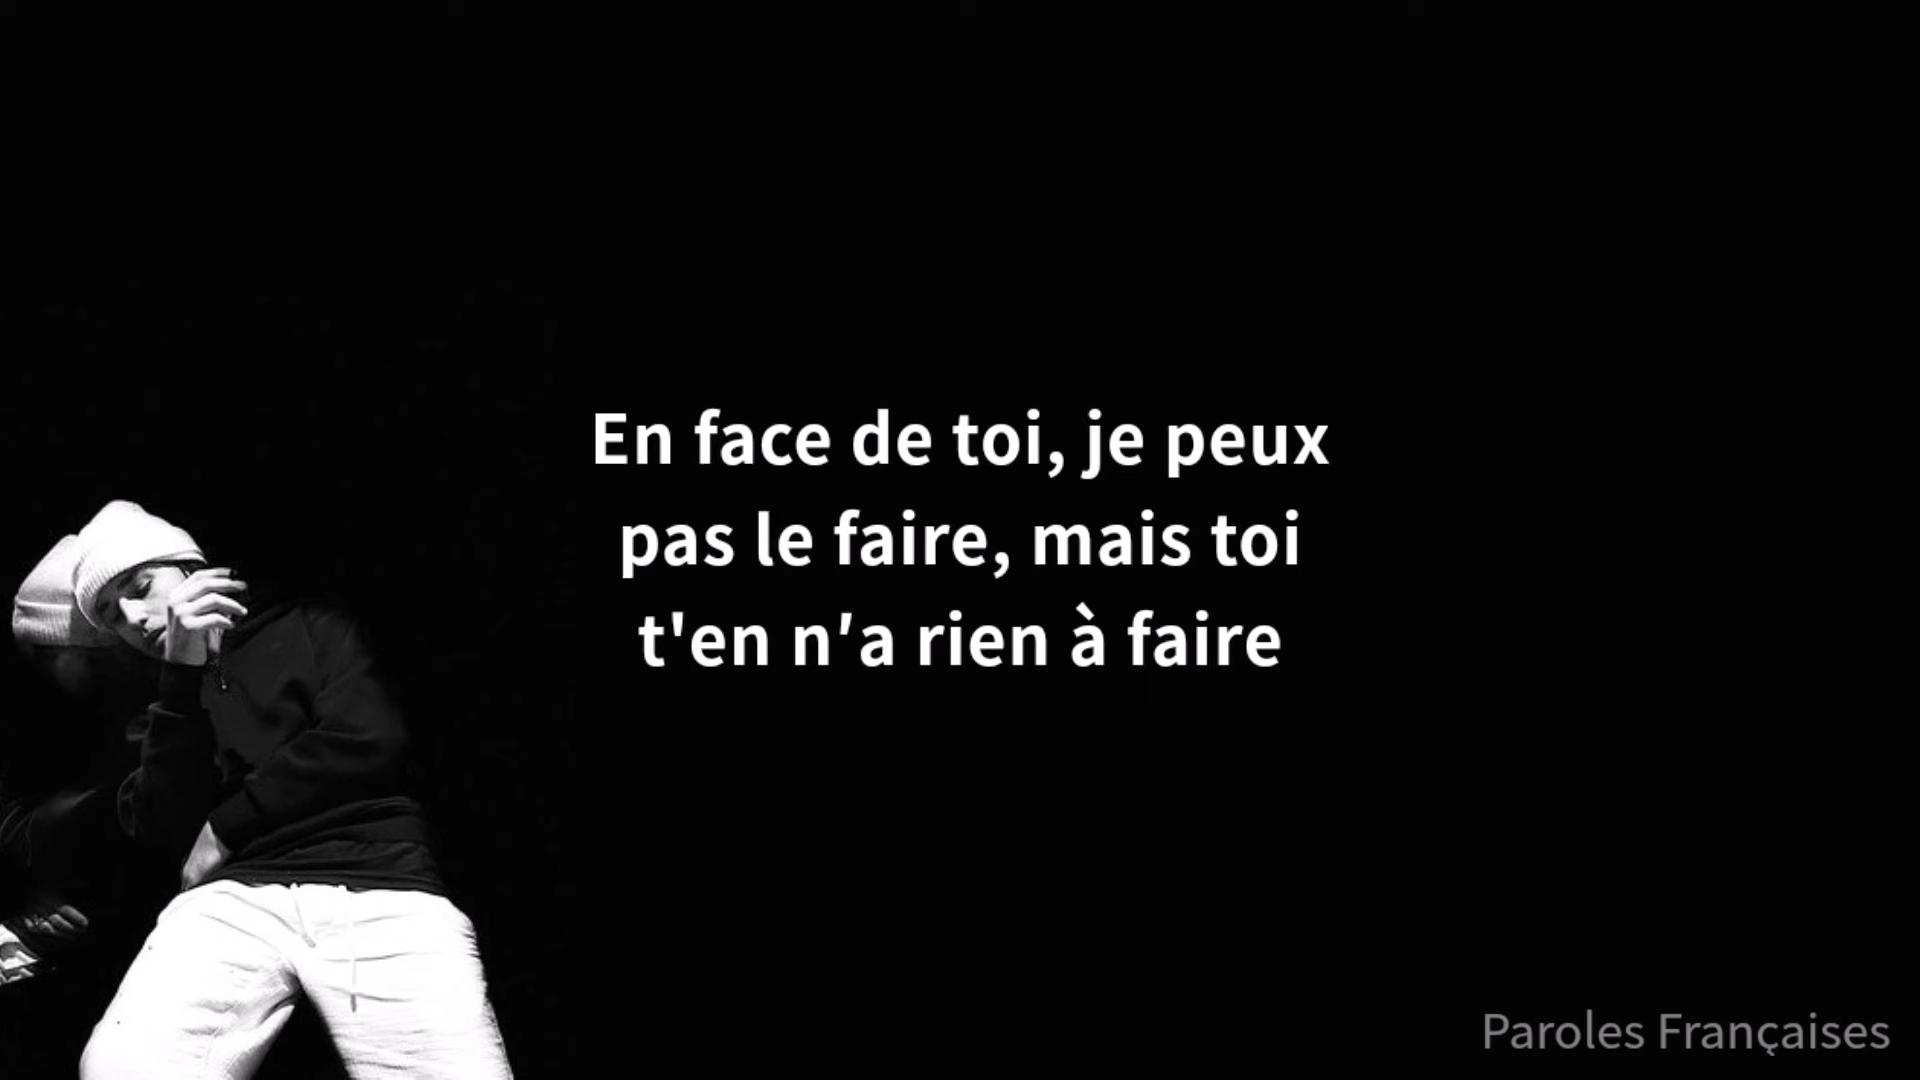 En face de toi, je peux
pas le faire, mais toi
t'en n′a rien à faire
Paroles Françaises